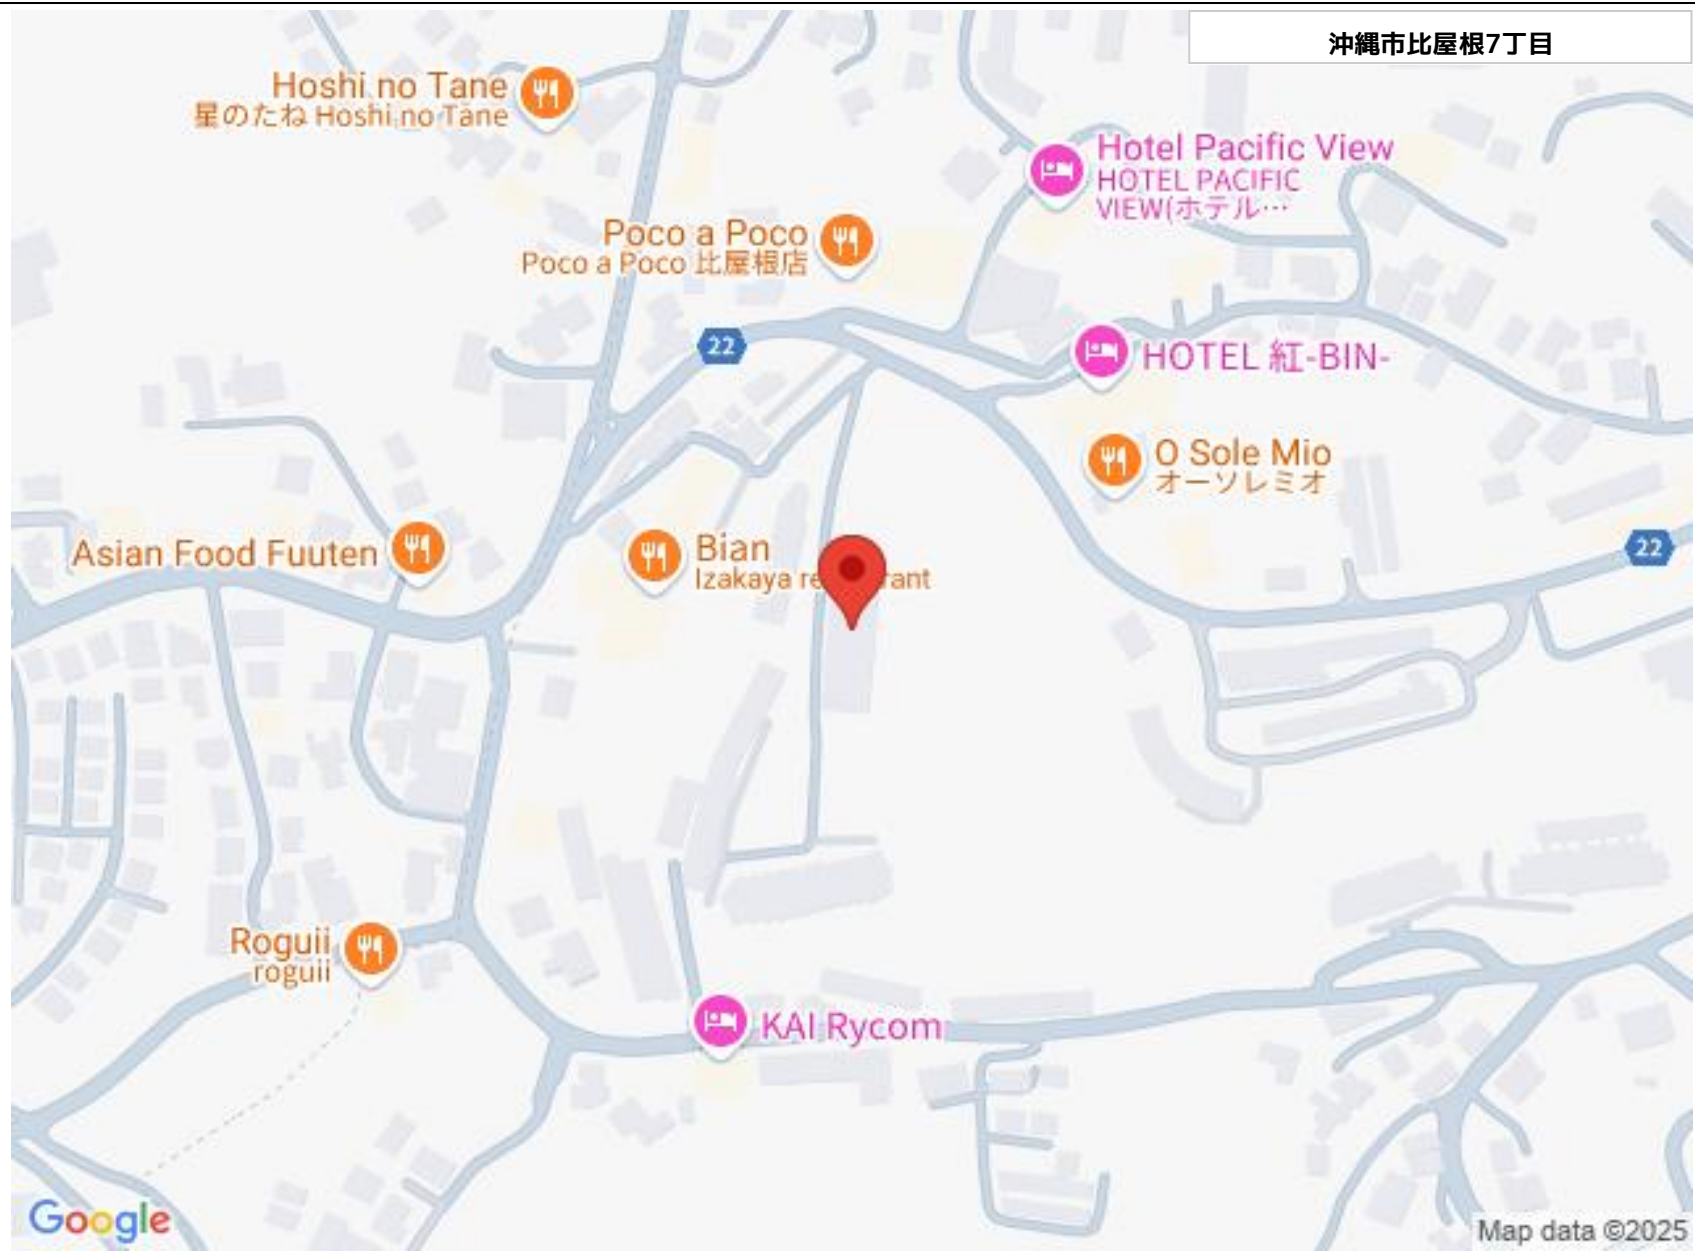 沖縄市比屋根7丁目
Hoshi no Tane
星のたね Hoshi no Tane
Hotel Pacific View
HOTEL PACIFIC
VIEW(ホテル…
Poco a Poco
Poco a Poco 比屋根店
22
HOTEL 紅-BIN-
O Sole Mio
オーソレミオ
Asian Food Fuuten
Bian
Izakaya re rant
22
Roguii
roguii
KAI Rycom
Google
Map data ©2025